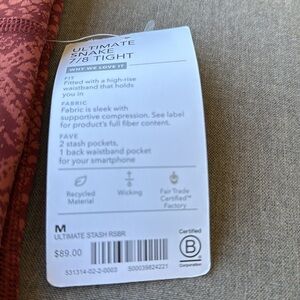 ULTIMATE
SNAKE
7/8 TIGHT
WHY WE LOVE IT
FIT
Fitted with a high-rise
waistband that holds
you in
FABRIC
Fabric is sleek with
supportive compression. See label
for product's full fiber content.
FAVE
2 stash pockets,
1 back waistband pocket
for your smartphone
Recycled
Material
Wicking
Fair Trade
Certified™
Factory
M
ULTIMATE STASH RSBR
$89.00
531314-02-2-0003
500039824221
Certified
B
Corporation